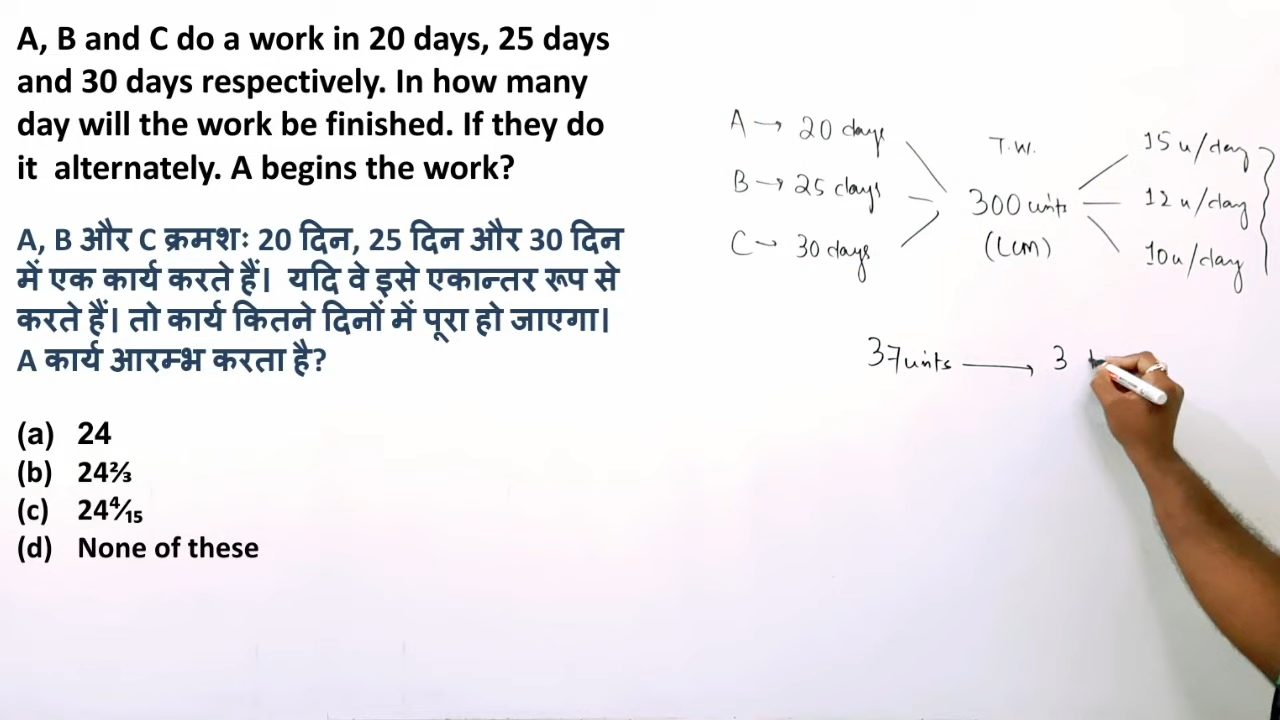 A, B and C do a work in 20 days, 25 days
and 30 days respectively. In how many
day will the work be finished. If they do
it alternately. A begins the work?
A, B और C क्रमशः 20 दिन, 25 दिन और 30 दिन
में एक कार्य करते हैं। यदि वे इसे एकान्तर रूप से
करते हैं। तो कार्य कितने दिनों में पूरा हो जाएगा।
A कार्य आरम्भ करता है?
(a) 24
(b) 24⅔
(c) 24⁴⁄₁₅
(d) None of these
A → 20 days
B → 25 days
C → 30 days
T.W.
300 units
(LCM)
15 u/day
12 u/day
10 u/day
37 units → 3